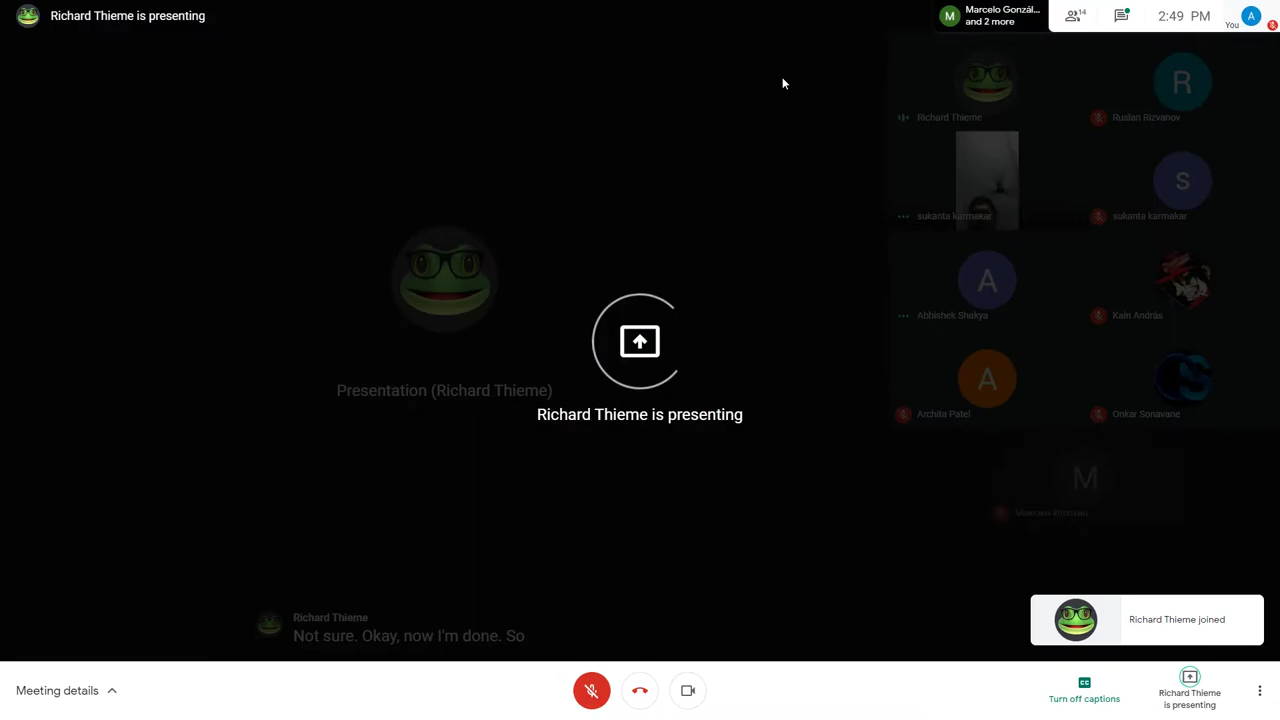 Richard Thieme is presenting
M
Marcelo Gonzál...
and 2 more
14
2:49 PM
You
A
Richard Thieme
R
Ruslan Rizvanov
sukanta karmakar
S
sukanta karmakar
A
Abhishek Shakya
Kain András
A
Archita Patel
Onkar Sonavane
M
Presentation (Richard Thieme)
Richard Thieme is presenting
Richard Thieme
Not sure. Okay, now I'm done. So
Richard Thieme joined
Meeting details
CC
Turn off captions
Richard Thieme
is presenting